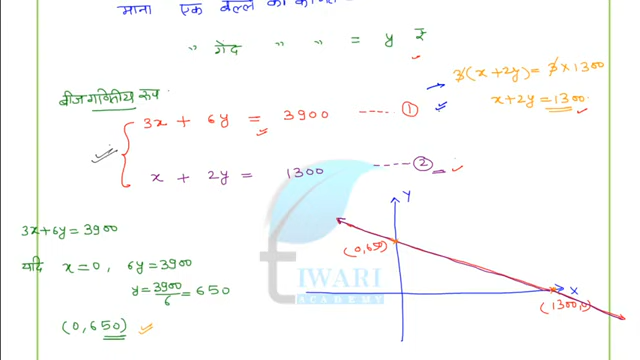 माना एक बल्ले का
" गेंद " " = y ₹
3(x+2y) = 3×1300
x+2y = 1300
बीजगणितीय रूप
3x + 6y = 3900 ---- ①
x + 2y = 1300 ---- ②
3x+6y = 3900
यदि x=0, 6y=3900
y = 3900/6 = 650
(0,650)
Y
(0,650)
X
(1300,0)
TIWARI
ACADEMY